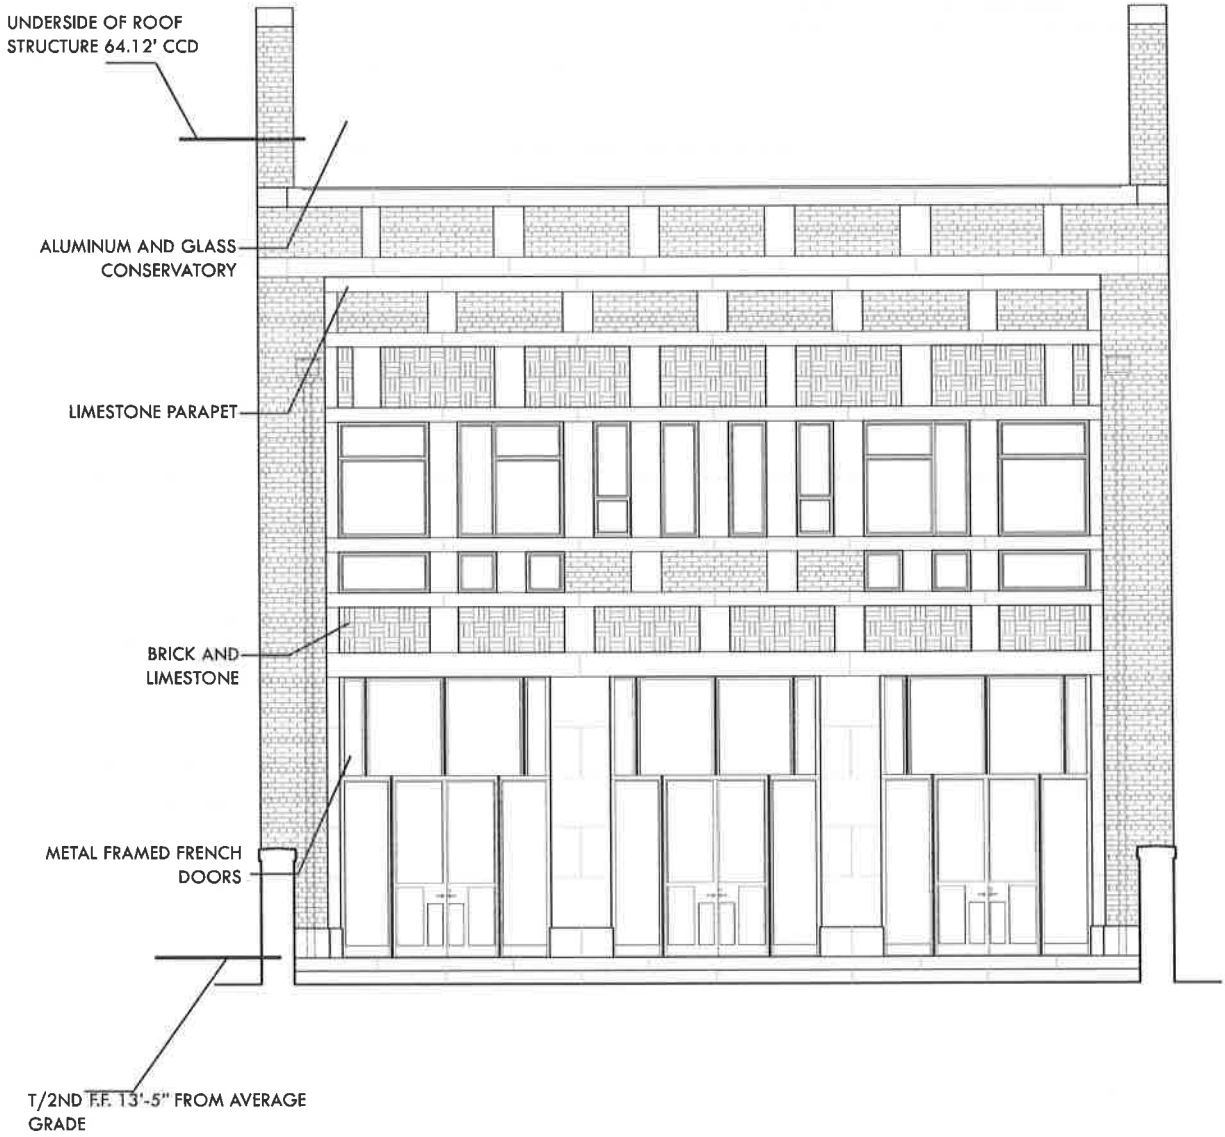 UNDERSIDE OF ROOF
STRUCTURE 64.12' CCD
ALUMINUM AND GLASS
CONSERVATORY
LIMESTONE PARAPET
BRICK AND
LIMESTONE
METAL FRAMED FRENCH
DOORS
T/2ND F.F. 13'-5" FROM AVERAGE
GRADE